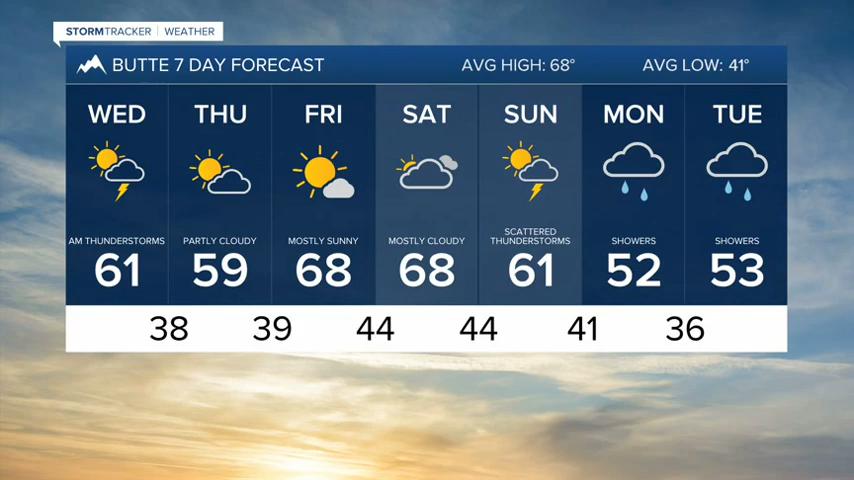 STORMTRACKER | WEATHER
BUTTE 7 DAY FORECAST AVG HIGH: 68° AVG LOW: 41°
WED THU FRI SAT SUN MON TUE
AM THUNDERSTORMS PARTLY CLOUDY MOSTLY SUNNY MOSTLY CLOUDY SCATTERED THUNDERSTORMS SHOWERS SHOWERS
61 59 68 68 61 52 53
38 39 44 44 41 36